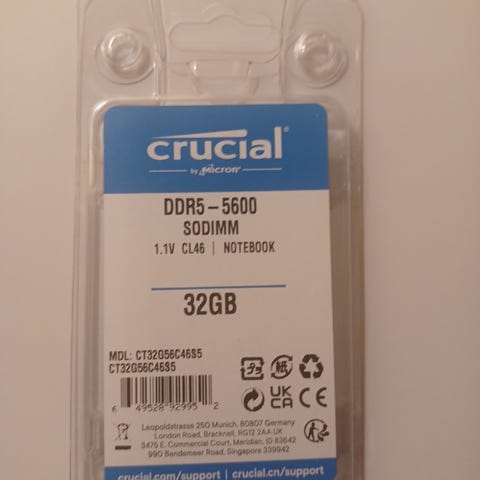 crucial®
by Micron®
DDR5-5600
SODIMM
1.1V CL46 | NOTEBOOK
32GB
MDL: CT32G56C46S5
CT32G56C46S5
6 49528 92995 2
UK
CA
CE
Leopoldstrasse 250 Munich, 80807 Germany
London Road, Bracknell, RG12 2AA UK
3475 E. Commercial Court, Meridian, ID 83642
990 Bendemeer Road, Singapore 339942
crucial.com/support | crucial.cn/support